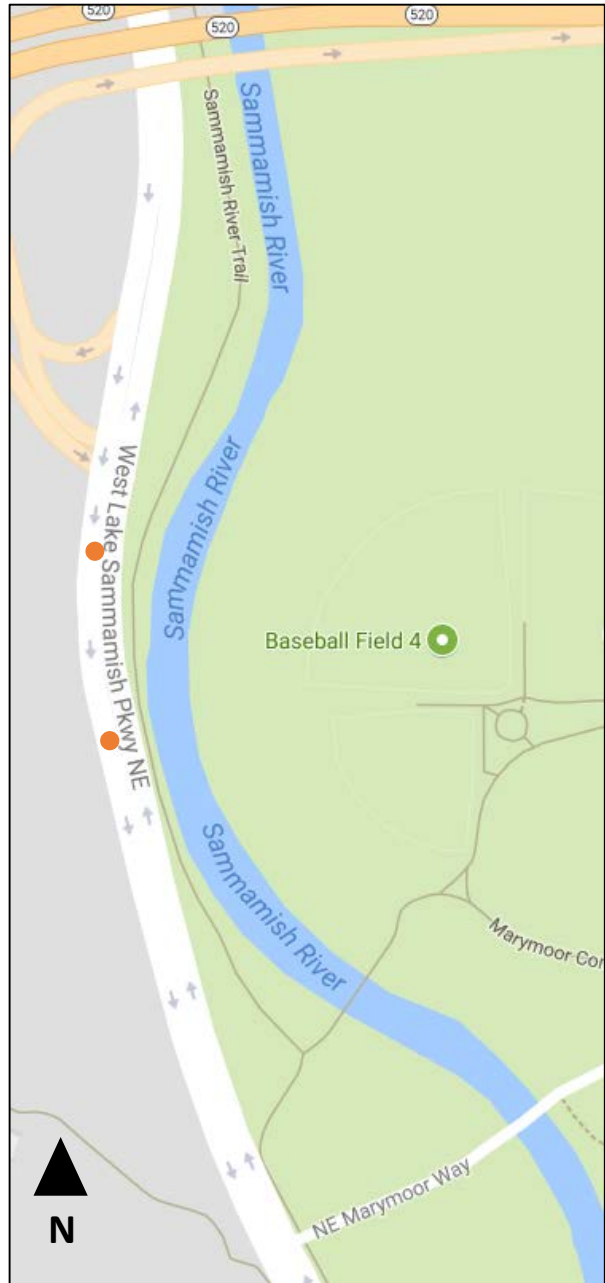 520
520
520
Sammamish River Trail
Sammamish River
West Lake Sammamish Pkwy NE
Sammamish River
Baseball Field 4
Sammamish River
Marymoor Cor
NE Marymoor Way
N